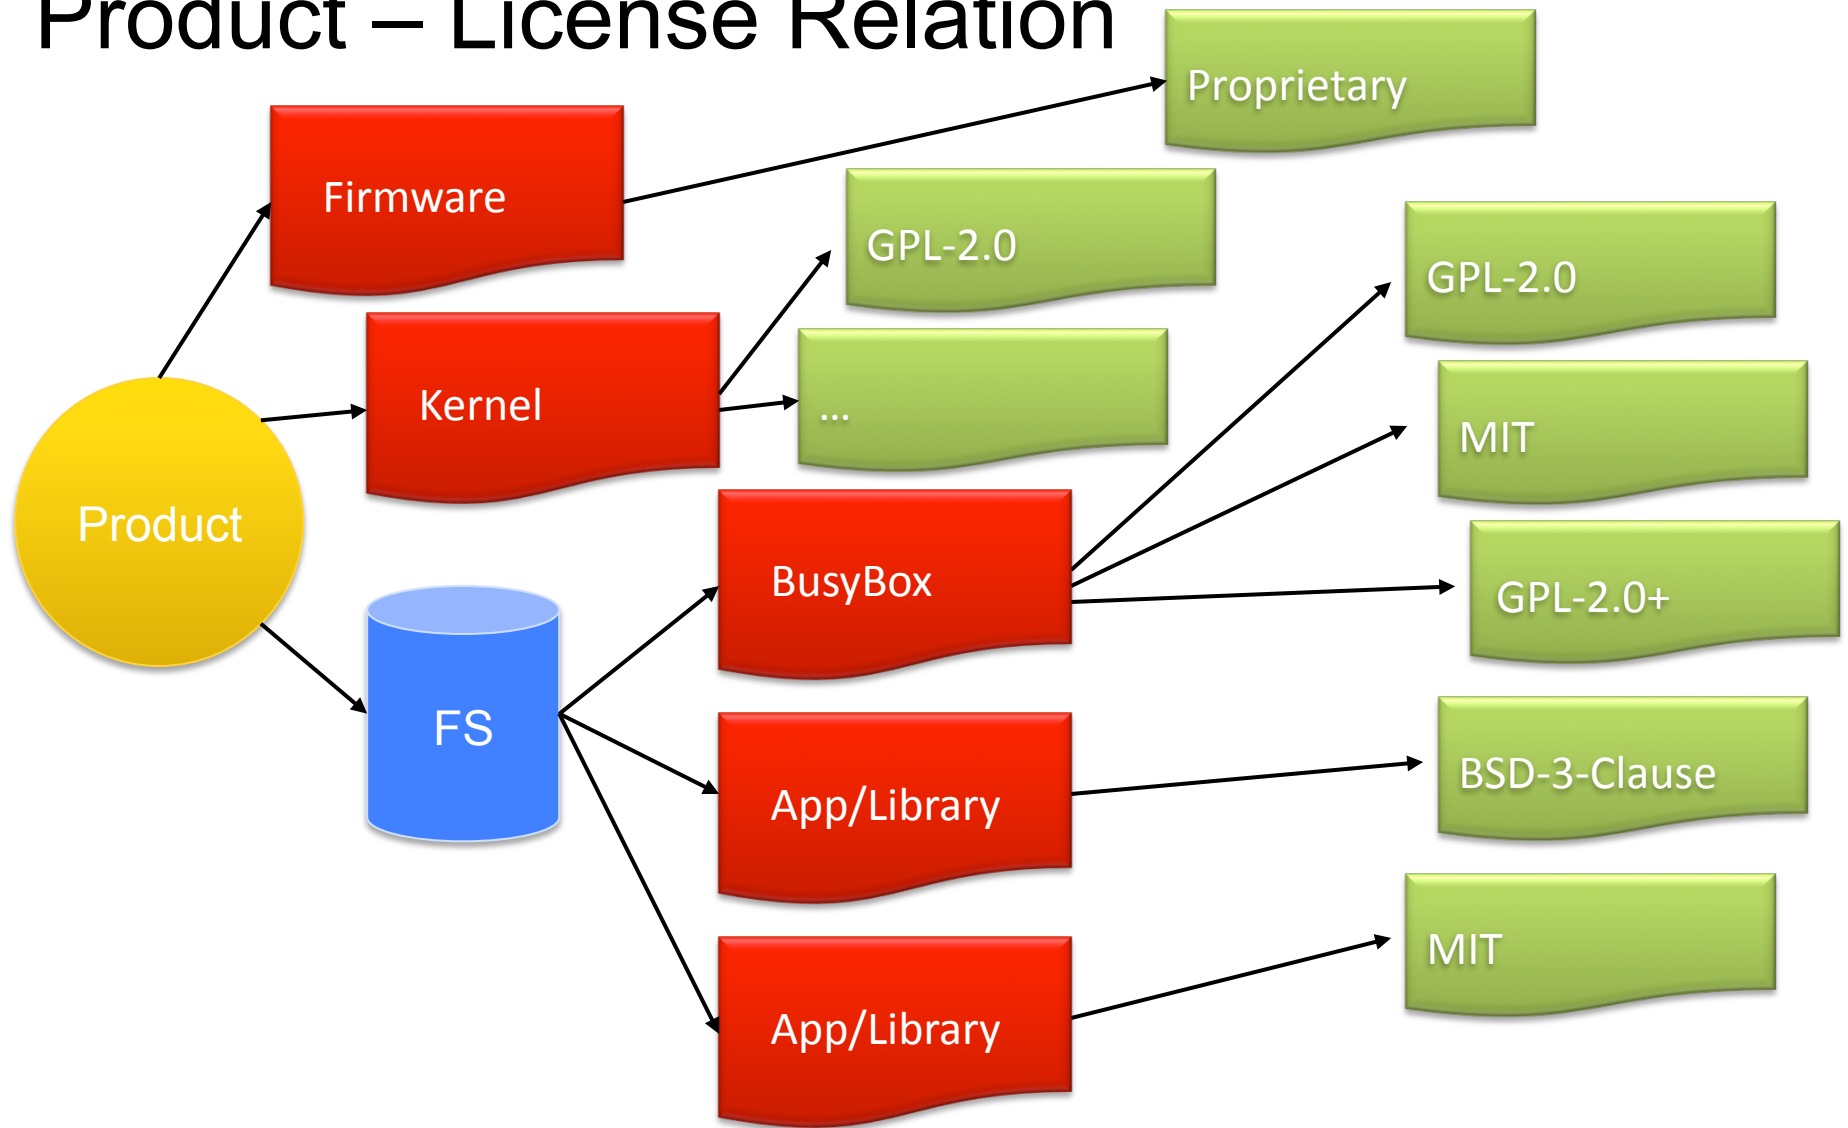 Product – License Relation
Proprietary
Firmware
GPL-2.0
GPL-2.0
Kernel
...
MIT
Product
BusyBox
GPL-2.0+
FS
App/Library
BSD-3-Clause
App/Library
MIT